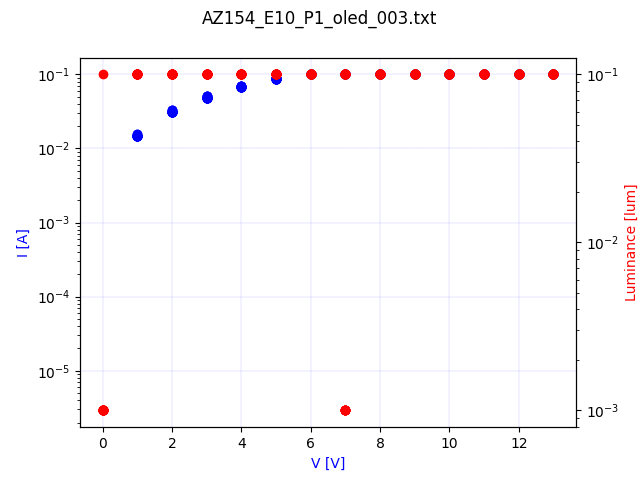 AZ154_E10_P1_oled_003.txt
10⁻¹
10⁻²
10⁻³
10⁻⁴
10⁻⁵
I [A]
10⁻¹
10⁻²
10⁻³
Luminance [lum]
0 2 4 6 8 10 12
V [V]